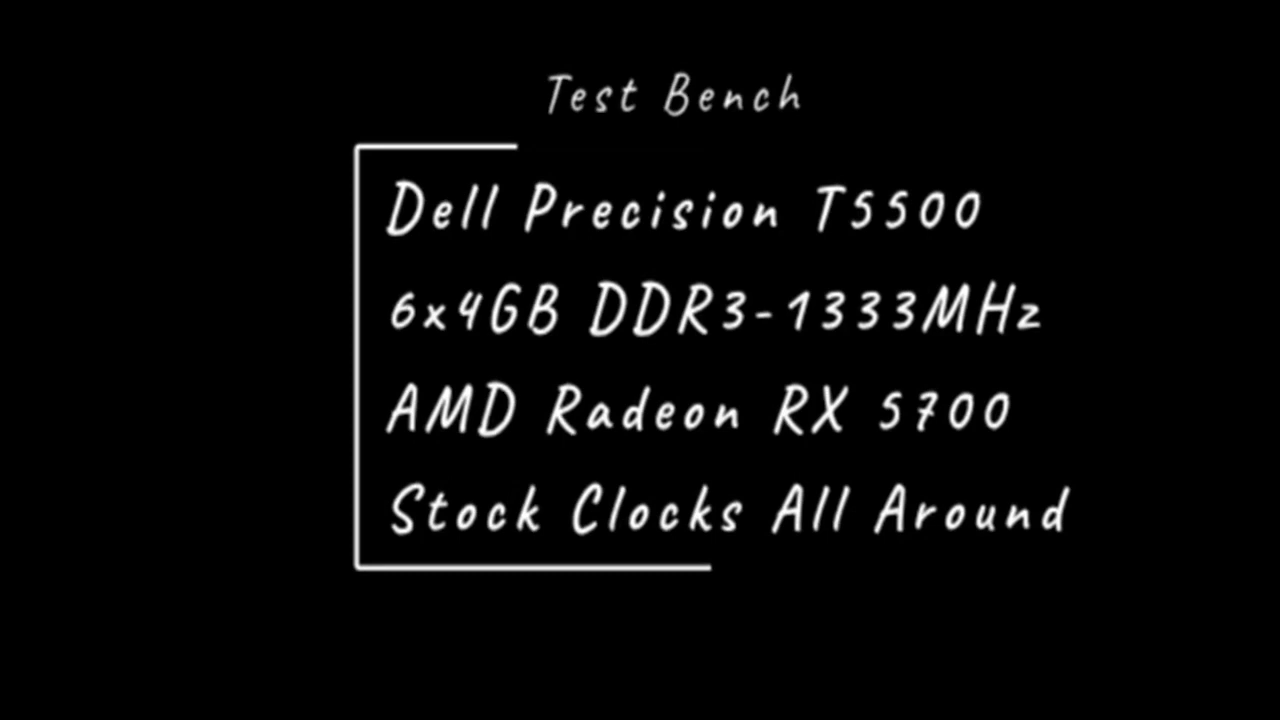 Test Bench
Dell Precision T5500
6x4GB DDR3-1333MHz
AMD Radeon RX 5700
Stock Clocks All Around